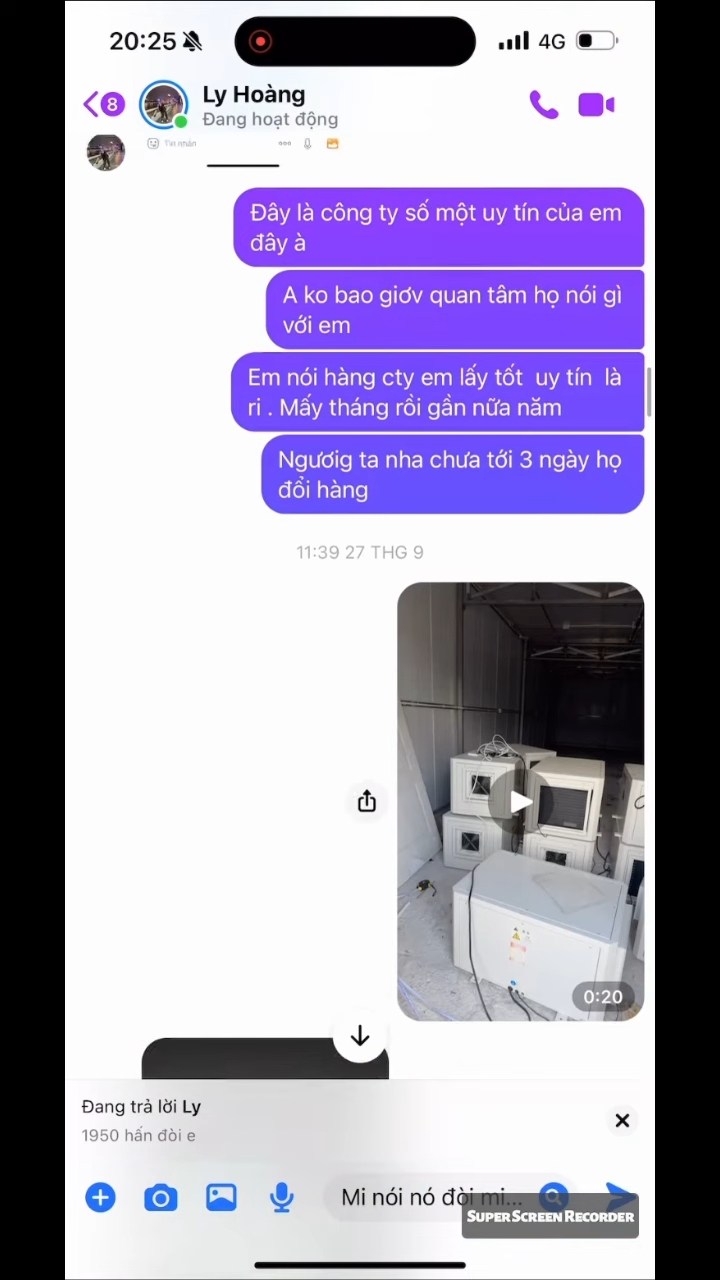 20:25
4G
8
Ly Hoàng
Đang hoạt động
Tin nhắn
Đây là công ty số một uy tín của em
đây à
A ko bao giơv quan tâm họ nói gì
với em
Em nói hàng cty em lấy tốt  uy tín  là
ri . Mấy tháng rồi gần nữa năm
Ngươig ta nha chưa tới 3 ngày họ
đổi hàng
11:39 27 THG 9
0:20
Đang trả lời Ly
1950 hấn đòi e
Mi nói nó đòi mi...
SUPER SCREEN RECORDER